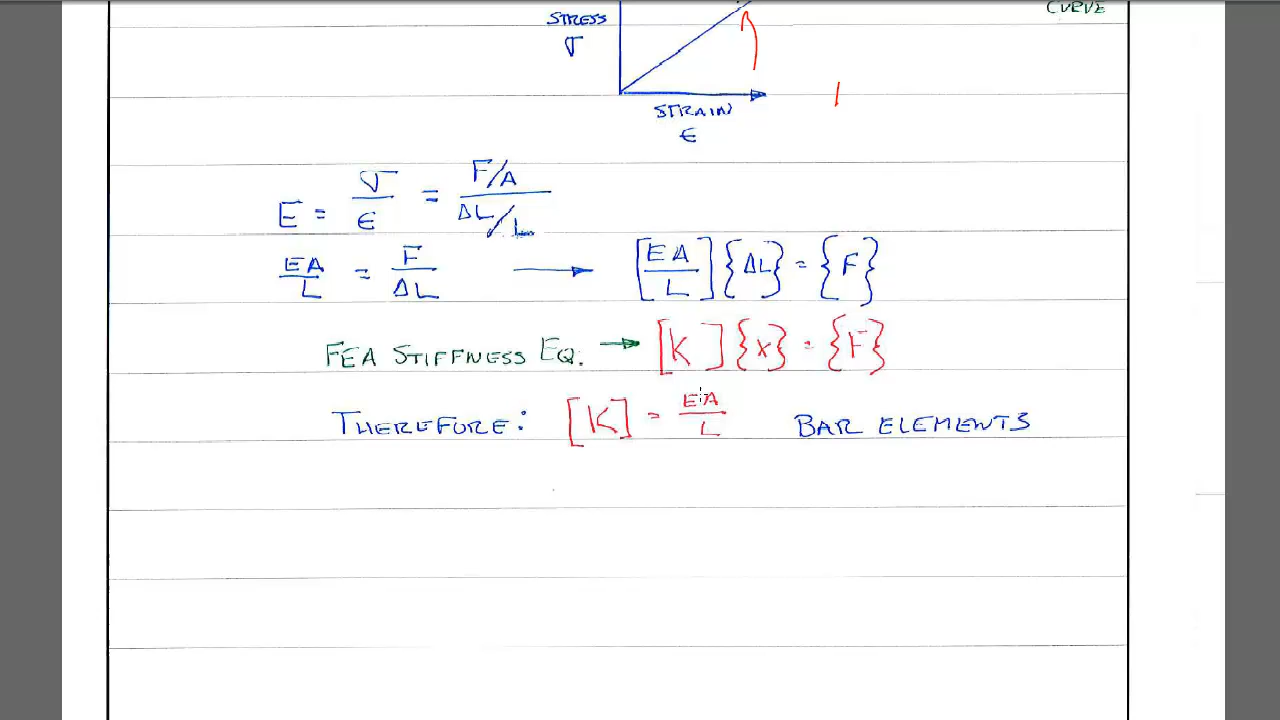 STRESS
σ
CURVE
STRAIN
ε
E = σ/ε = F/A / ΔL/L
EA/L = F/ΔL → [EA/L]{ΔL} = {F}
FEA STIFFNESS EQ. → [K]{x} = {F}
THEREFORE: [K] = EA/L BAR ELEMENTS